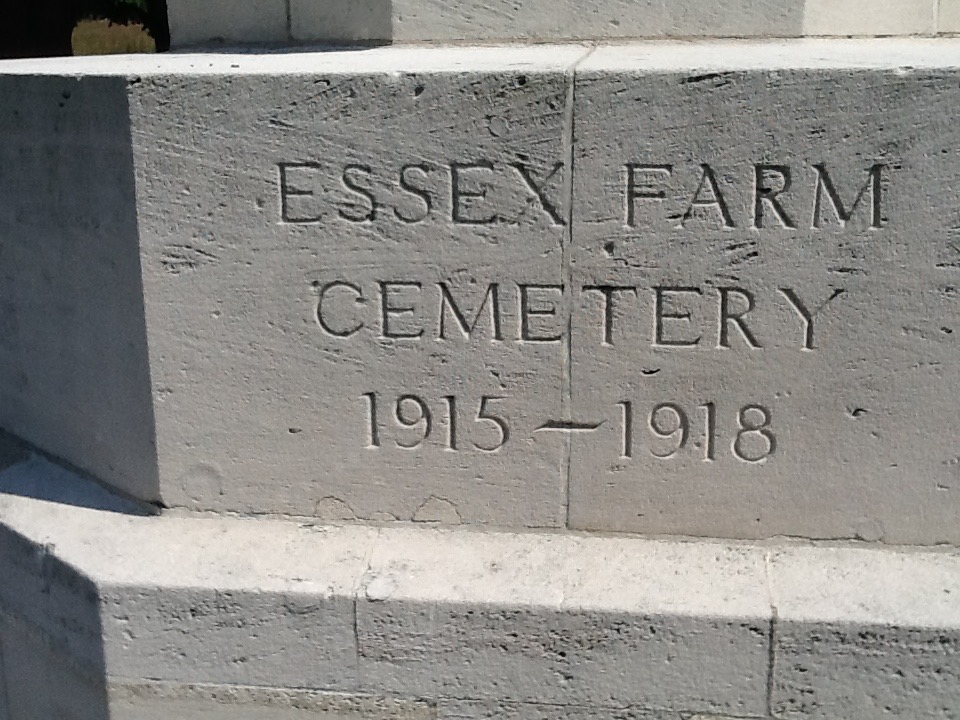 ESSEX FARM
CEMETERY
1915 — 1918